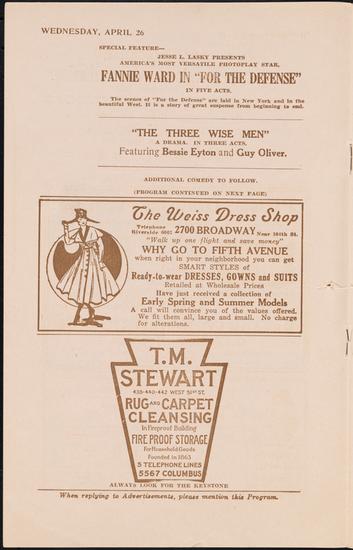 WEDNESDAY, APRIL 26
SPECIAL FEATURE—
JESSE L. LASKY PRESENTS
AMERICA'S MOST VERSATILE PHOTOPLAY STAR,
FANNIE WARD IN "FOR THE DEFENSE"
IN FIVE ACTS.
The scenes of "For the Defense" are laid in New York and in the
beautiful West. It is a story of great suspense from beginning to end.
"THE THREE WISE MEN"
A DRAMA. IN THREE ACTS.
Featuring Bessie Eyton and Guy Oliver.
ADDITIONAL COMEDY TO FOLLOW.
(PROGRAM CONTINUED ON NEXT PAGE)
The Weiss Dress Shop
Telephone
Riverside 6081 2700 BROADWAY Near 104th St.
"Walk up one flight and save money"
WHY GO TO FIFTH AVENUE
when right in your neighborhood you can get
SMART STYLES of
Ready-to-wear DRESSES, GOWNS and SUITS
Retailed at Wholesale Prices
Have just received a collection of
Early Spring and Summer Models
A call will convince you of the values offered.
We fit them all, large and small. No charge
for alterations.
T.M.
STEWART
438-440-442 WEST 51ST ST.
RUG AND CARPET
CLEANSING
In Fireproof Building
FIRE PROOF STORAGE
For Household Goods
Founded in 1863
5 TELEPHONE LINES
5567 COLUMBUS
ALWAYS LOOK FOR THE KEYSTONE
When replying to Advertisements, please mention this Program.